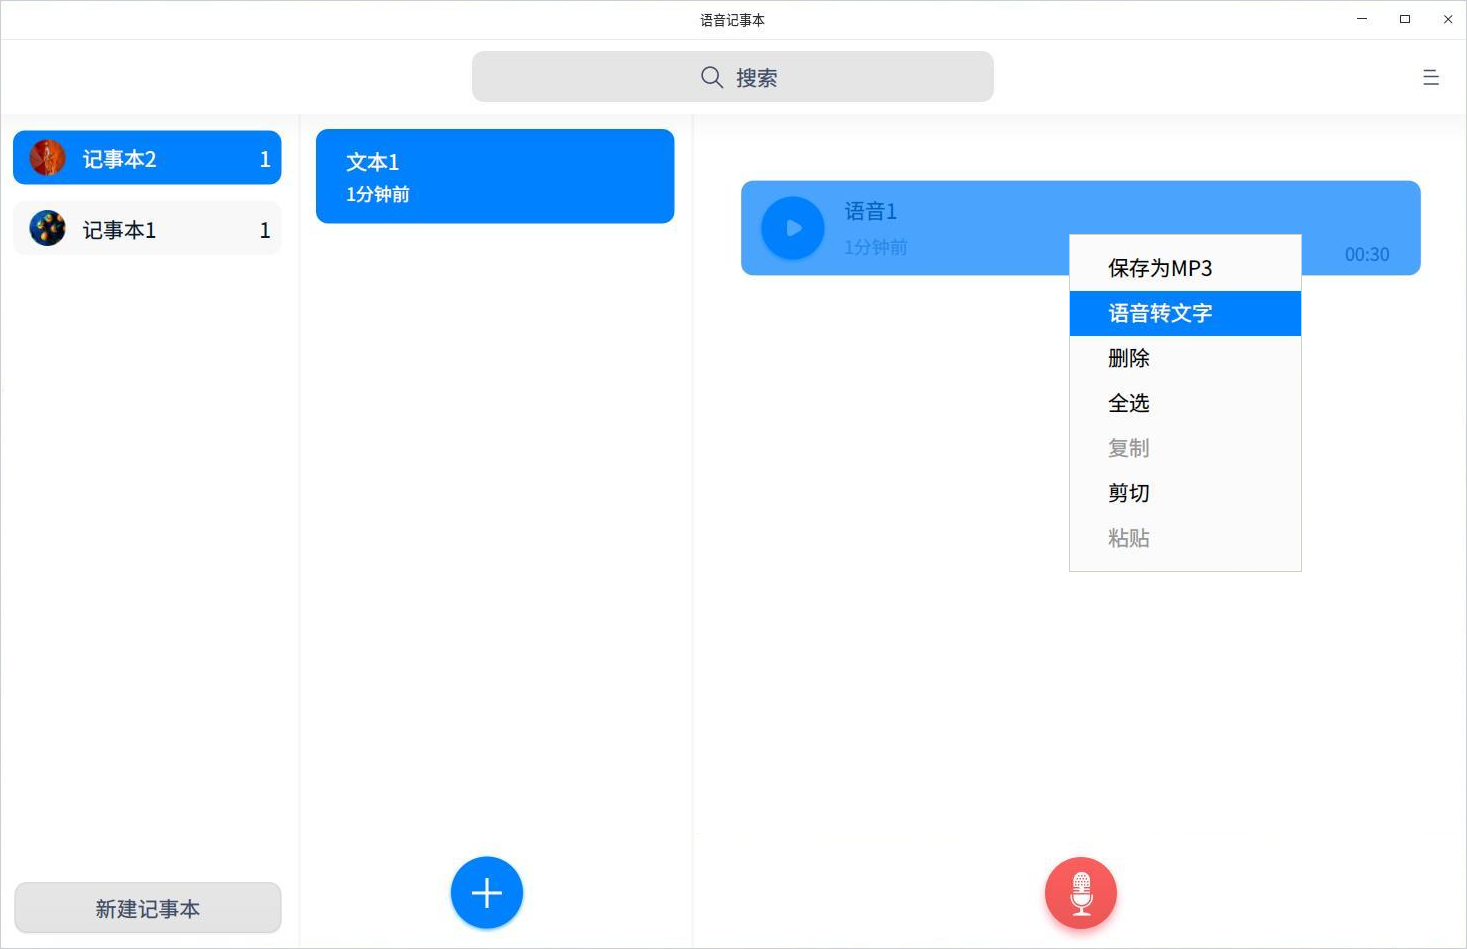 语音记事本
搜索
记事本2 1
记事本1 1
新建记事本
文本1
1分钟前
语音1
1分钟前
00:30
保存为MP3
语音转文字
删除
全选
复制
剪切
粘贴